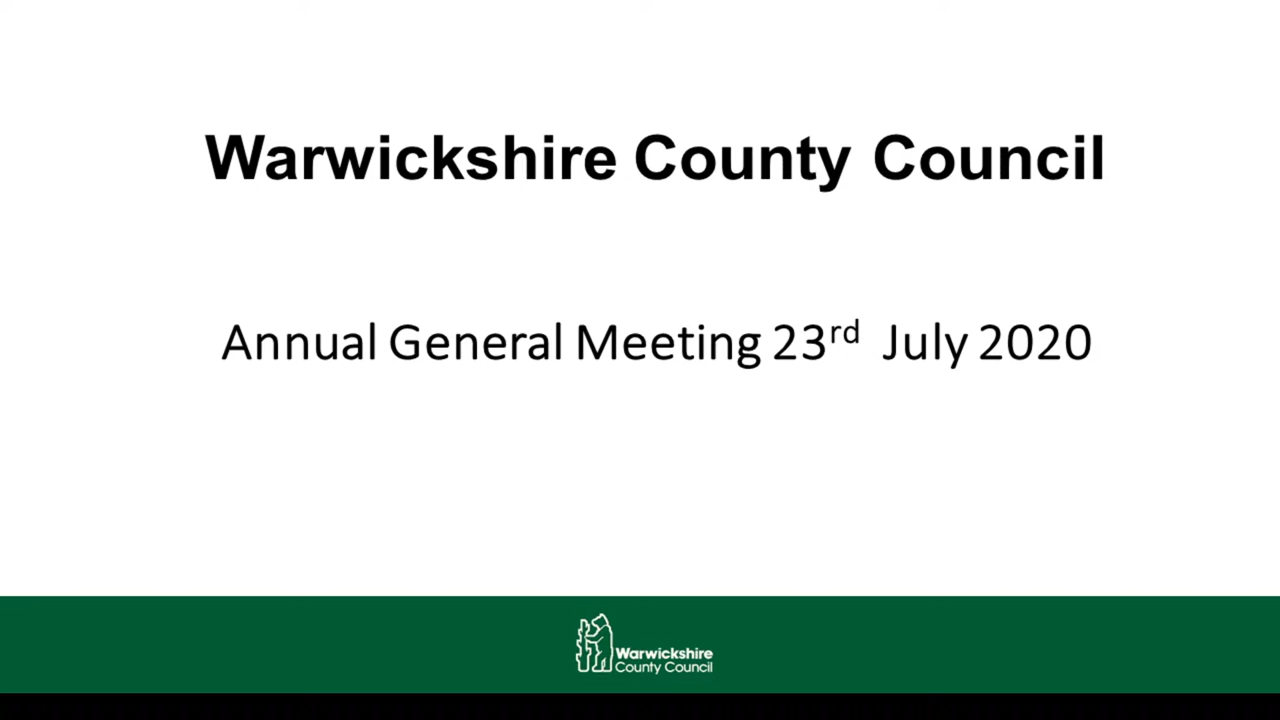 Warwickshire County Council
Annual General Meeting 23rd July 2020
Warwickshire
County Council